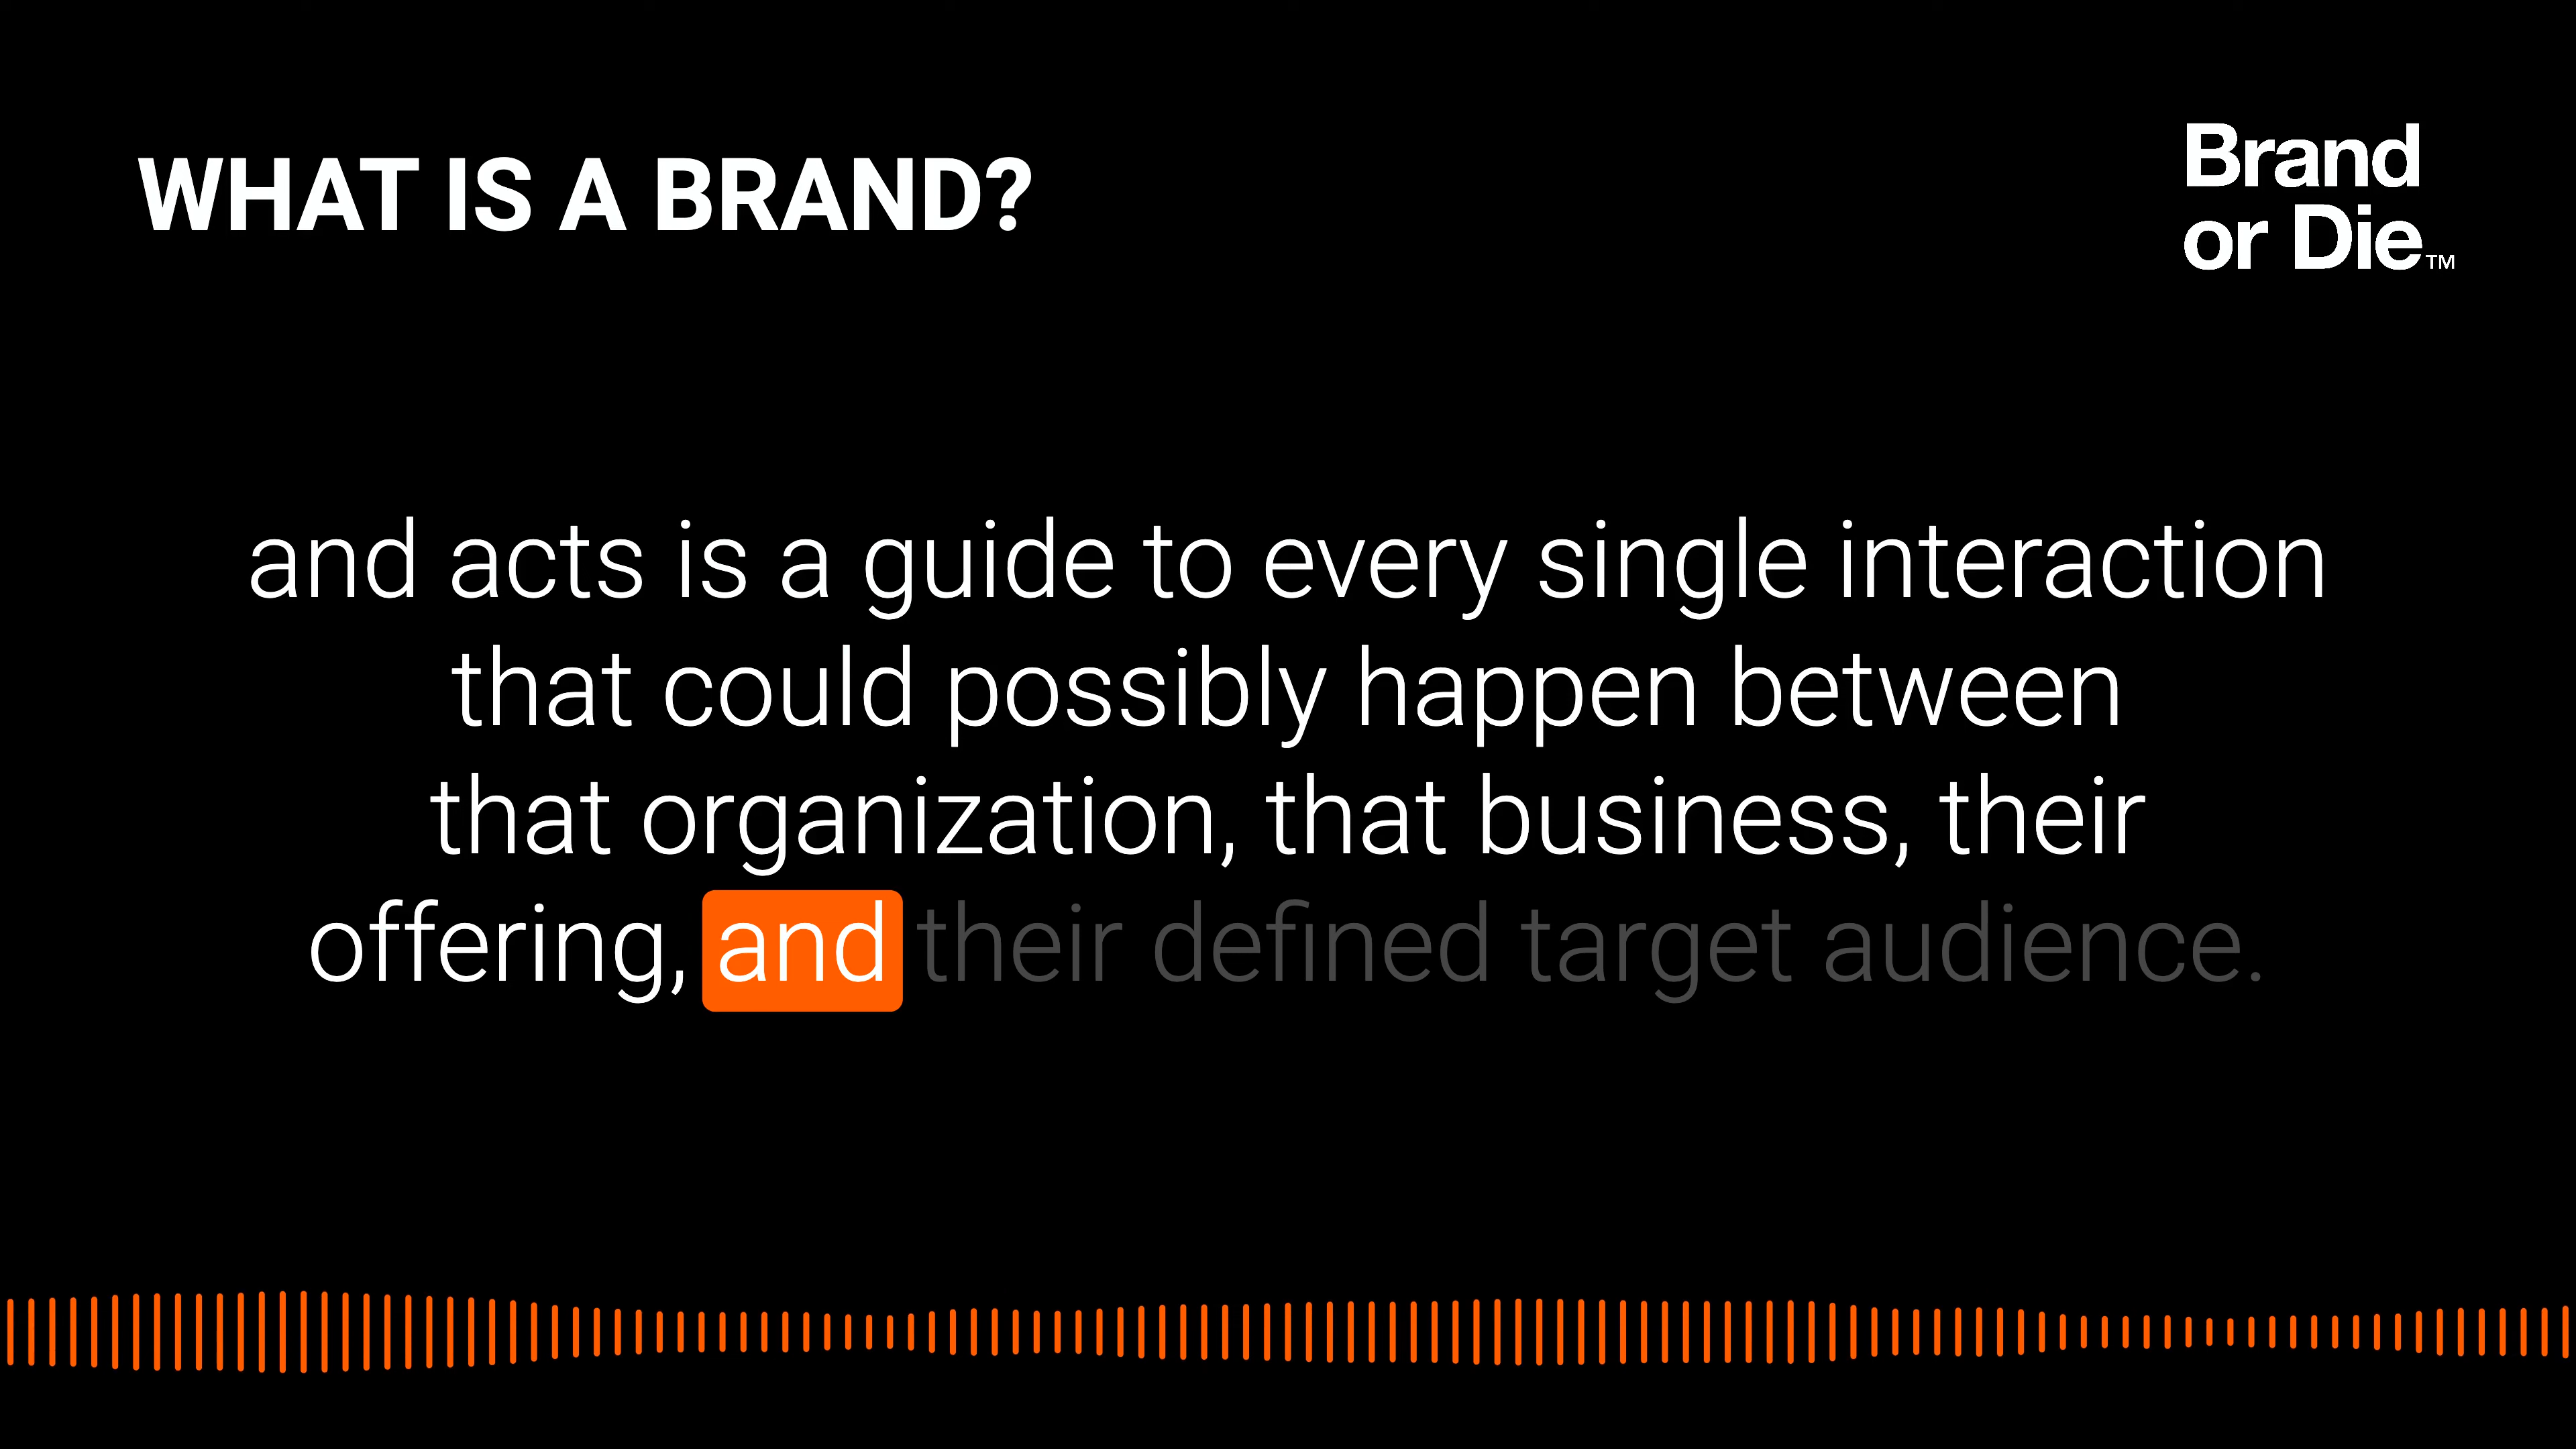 WHAT IS A BRAND?
Brand
or Die™
and acts is a guide to every single interaction
that could possibly happen between
that organization, that business, their
offering, and their defined target audience.